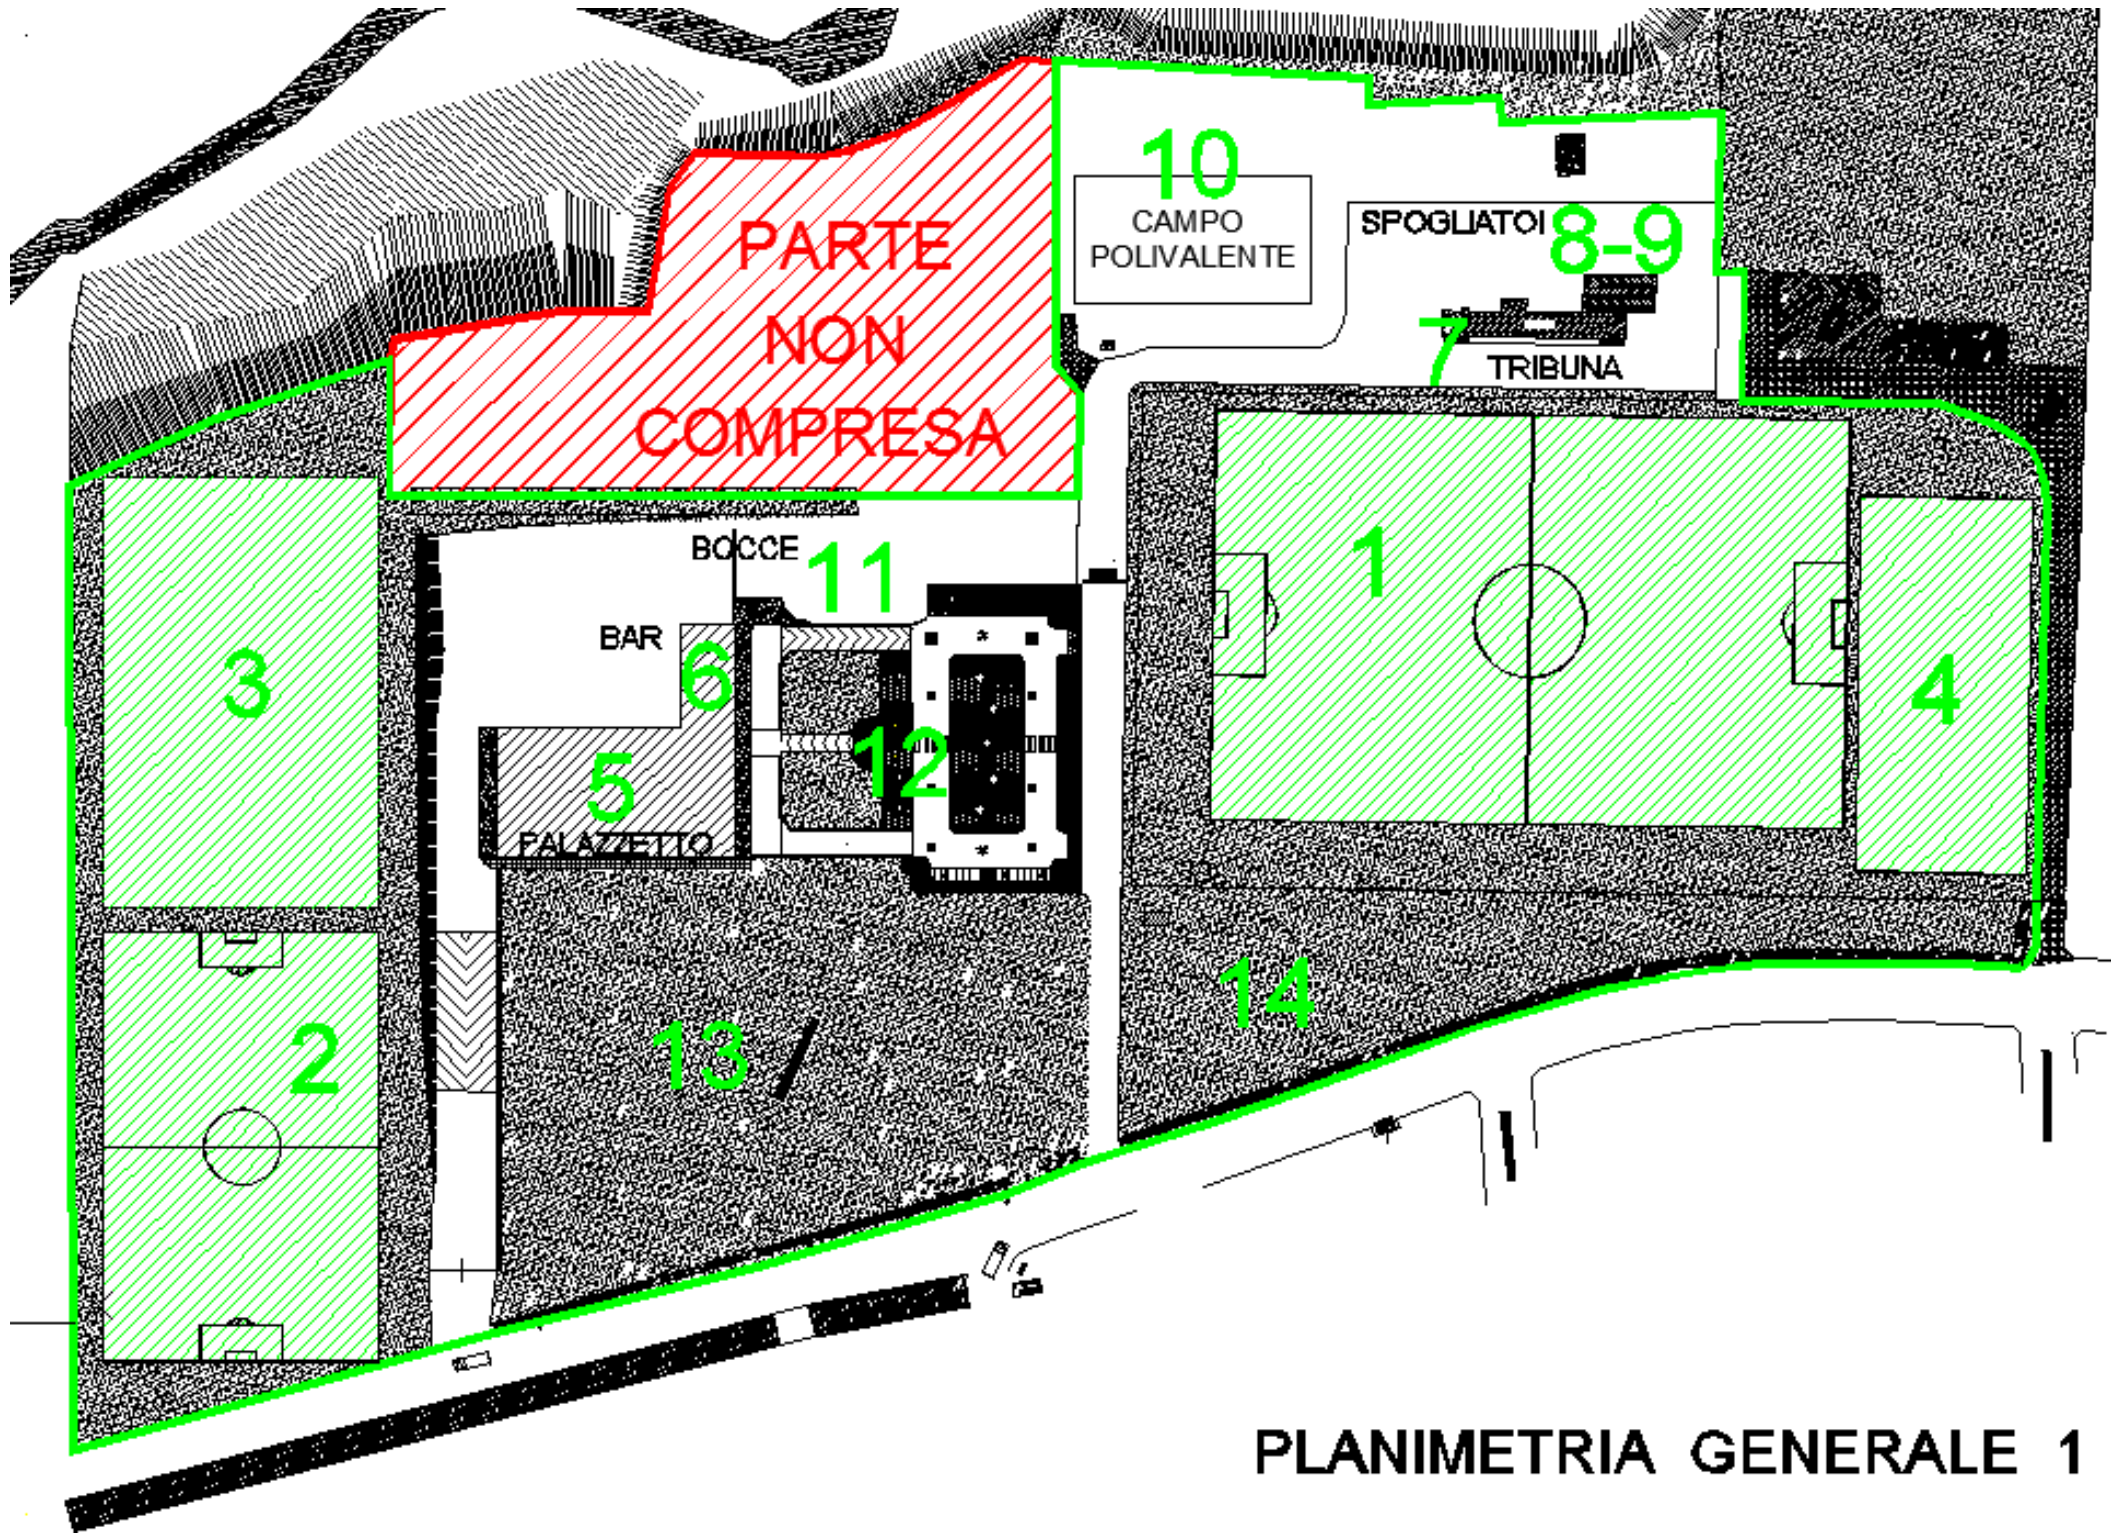 10
CAMPO
POLIVALENTE
SPOGLIATOI
8-9
PARTE
NON
COMPRESA
7
TRIBUNA
BOCCE
11
1
BAR
6
3
4
12
5
PALAZZETTO
14
13
2
PLANIMETRIA GENERALE 1